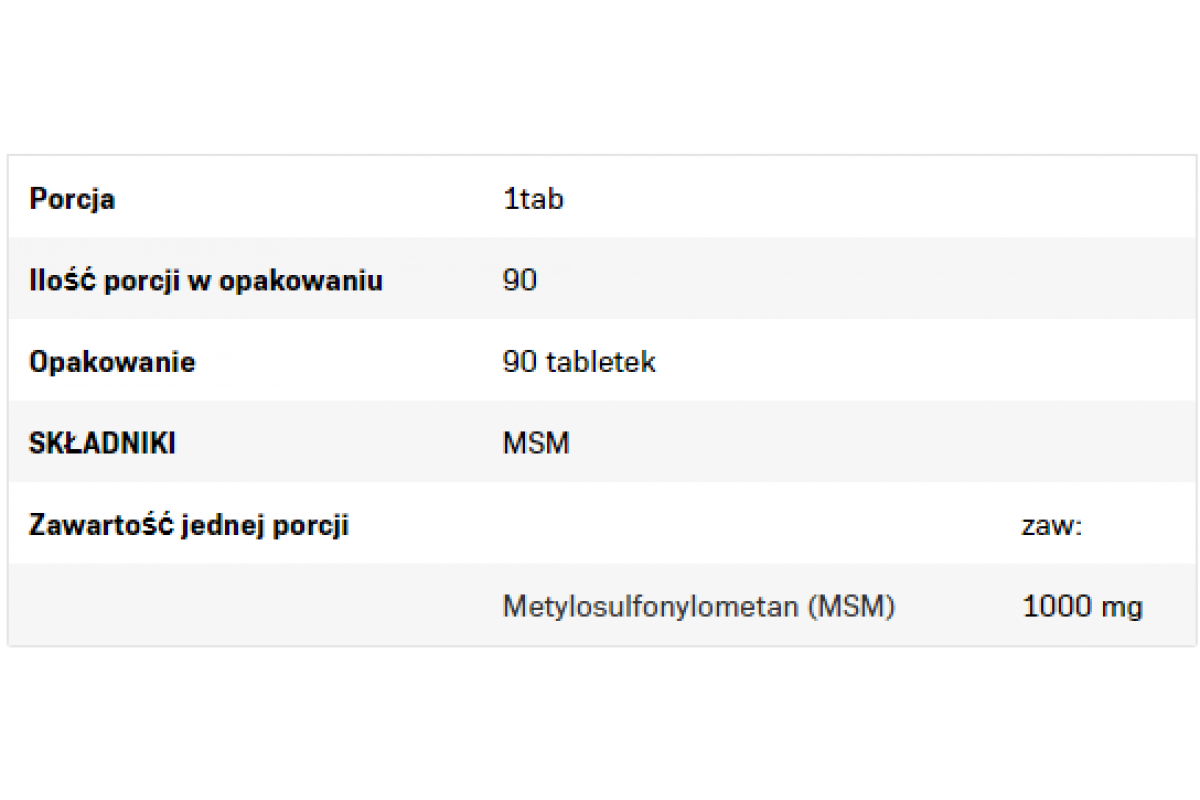 Porcja 1tab
Ilość porcji w opakowaniu 90
Opakowanie 90 tabletek
SKŁADNIKI MSM
Zawartość jednej porcji zaw:
Metylosulfonylometan (MSM) 1000 mg